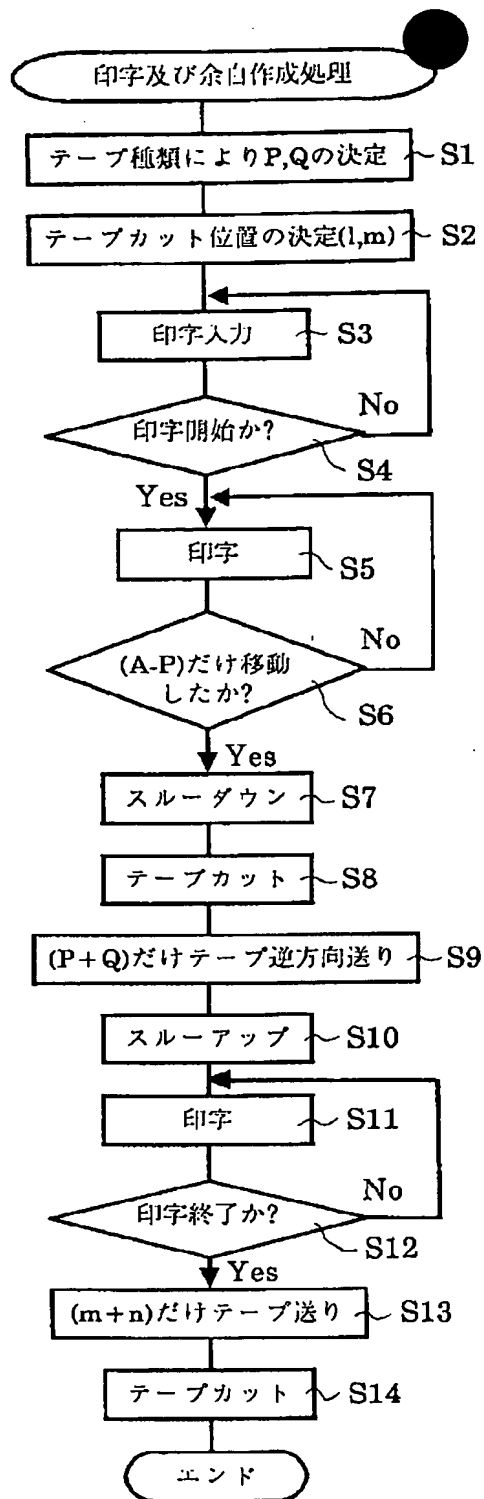 印字及び余白作成処理
テープ種類によりP,Qの決定 S1
テープカット位置の決定(l,m) S2
印字入力 S3
No
印字開始か?
S4
Yes
印字
S5
No
(A-P)だけ移動
したか?
S6
Yes
スルーダウン S7
テープカット S8
(P+Q)だけテープ逆方向送り S9
スルーアップ S10
印字 S11
No
印字終了か?
S12
Yes
(m+n)だけテープ送り S13
テープカット S14
エンド